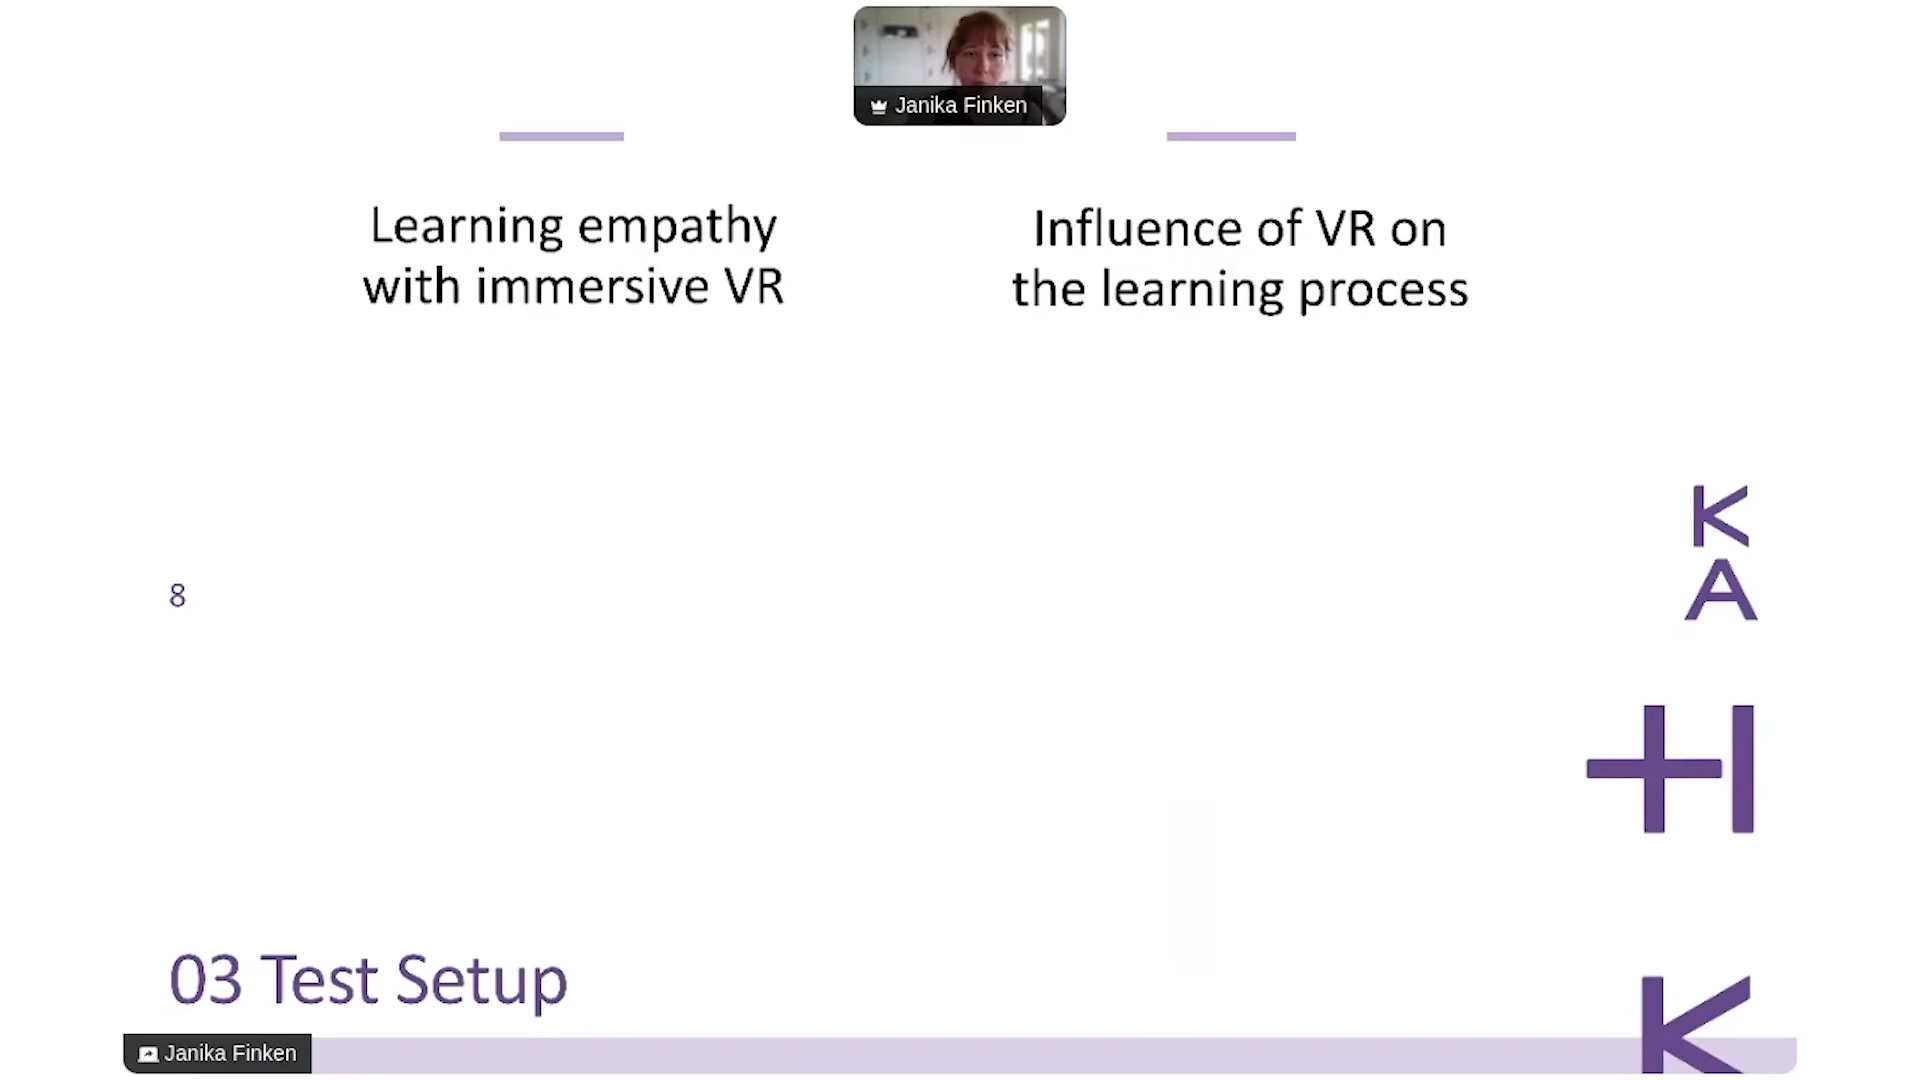 Janika Finken
Learning empathy
with immersive VR
Influence of VR on
the learning process
8
K
A
H
K
03 Test Setup
Janika Finken